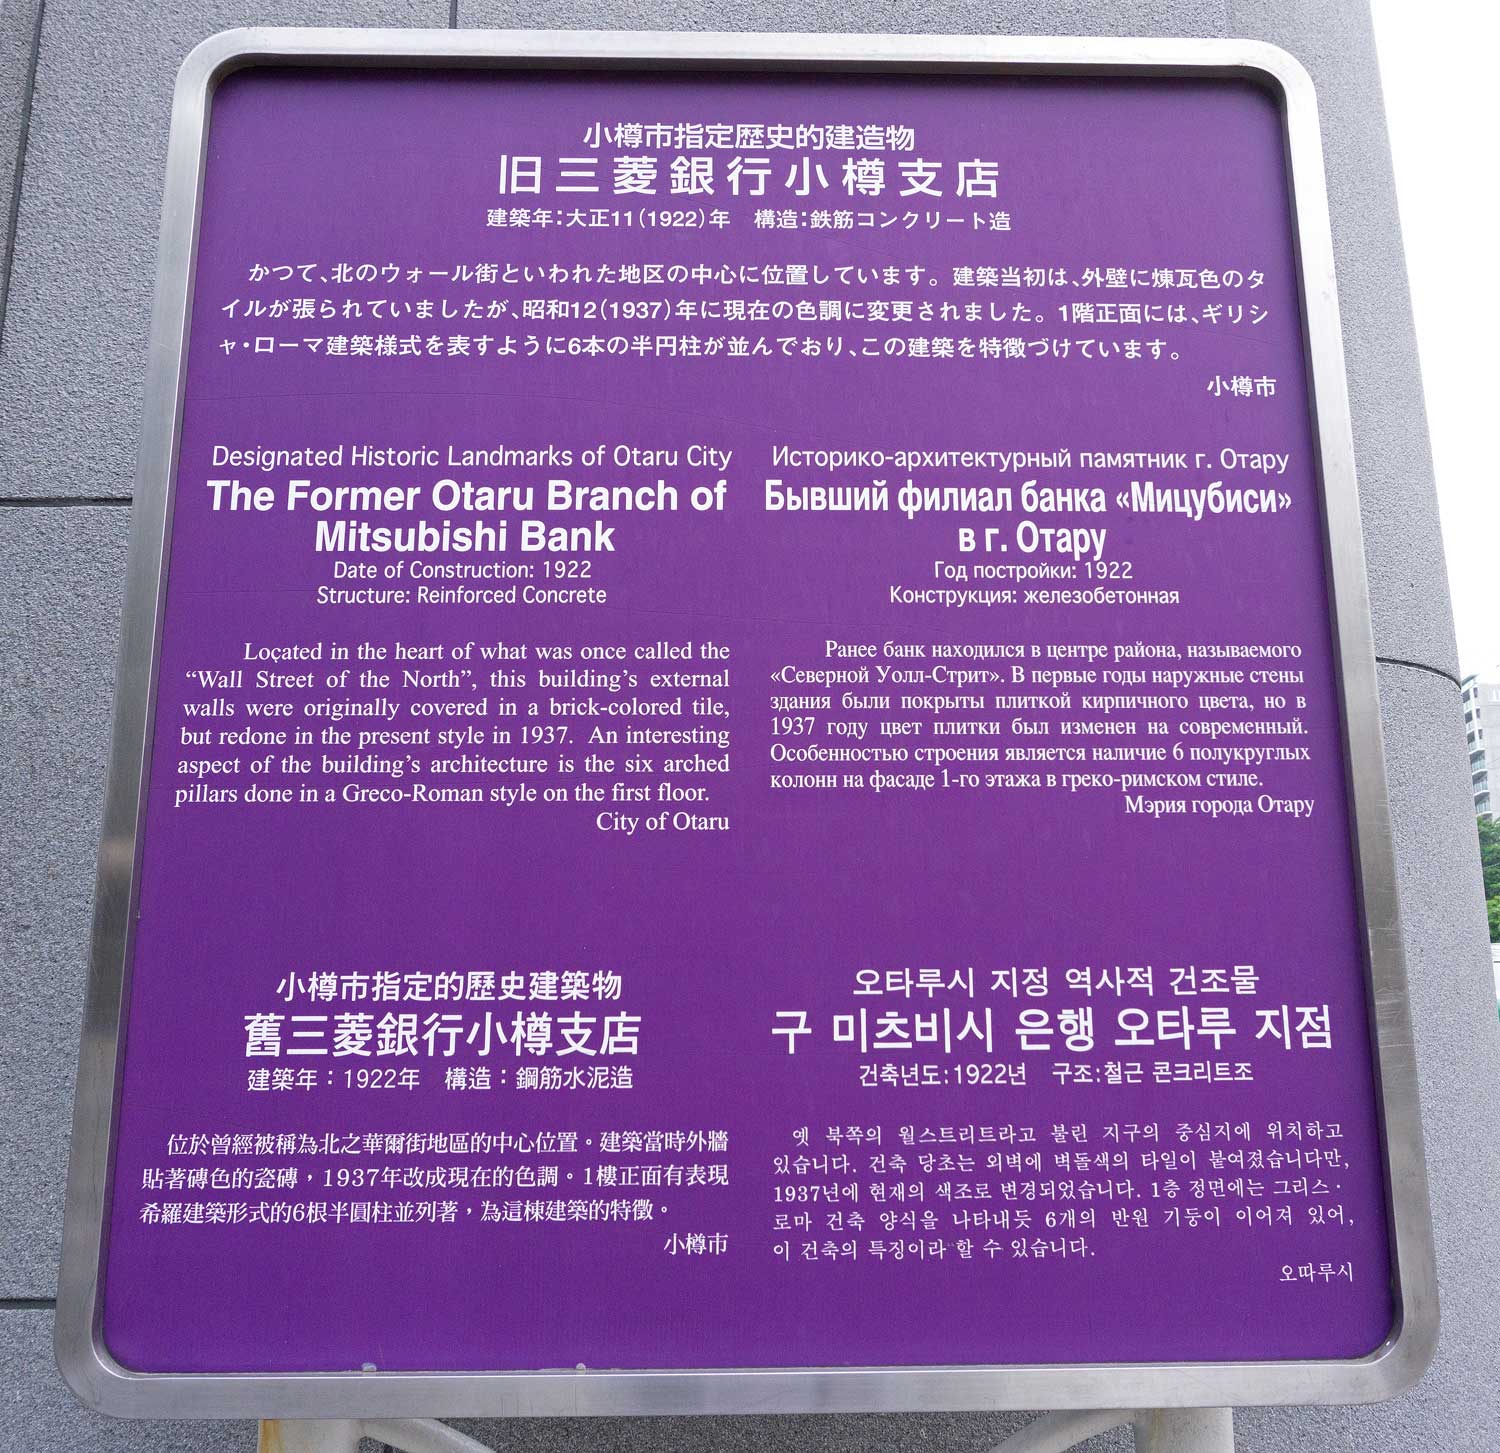 小樽市指定歴史的建造物
旧三菱銀行小樽支店
建築年：大正11（1922）年　構造：鉄筋コンクリート造
かつて、北のウォール街といわれた地区の中心に位置しています。建築当初は、外壁に煉瓦色のタ
イルが張られていましたが、昭和12（1937）年に現在の色調に変更されました。1階正面には、ギリシ
ャ・ローマ建築様式を表すように6本の半円柱が並んでおり、この建築を特徴づけています。
小樽市
Designated Historic Landmarks of Otaru City
The Former Otaru Branch of
Mitsubishi Bank
Date of Construction: 1922
Structure: Reinforced Concrete
Located in the heart of what was once called the
“Wall Street of the North”, this building’s external
walls were originally covered in a brick-colored tile,
but redone in the present style in 1937. An interesting
aspect of the building’s architecture is the six arched
pillars done in a Greco-Roman style on the first floor.
City of Otaru
Историко-архитектурный памятник г. Отару
Бывший филиал банка «Мицубиси»
в г. Отару
Год постройки: 1922
Конструкция: железобетонная
Ранее банк находился в центре района, называемого
«Северной Уолл-Стрит». В первые годы наружные стены
здания были покрыты плиткой кирпичного цвета, но в
1937 году цвет плитки был изменен на современный.
Особенностью строения является наличие 6 полукруглых
колонн на фасаде 1-го этажа в греко-римском стиле.
Мэрия города Отару
小樽市指定的歷史建築物
舊三菱銀行小樽支店
建築年：1922年　構造：鋼筋水泥造
位於曾經被稱為北之華爾街地區的中心位置。建築當時外牆
貼著磚色的瓷磚，1937年改成現在的色調。1樓正面有表現
希羅建築形式的6根半圓柱並列著，為這棟建築的特徵。
小樽市
오타루시 지정 역사적 건조물
구 미츠비시 은행 오타루 지점
건축년도:1922년　구조:철근 콘크리트조
옛 북쪽의 월스트리트라고 불린 지구의 중심지에 위치하고
있습니다. 건축 당초는 외벽에 벽돌색의 타일이 붙여졌습니다만,
1937년에 현재의 색조로 변경되었습니다. 1층 정면에는 그리스·
로마 건축 양식을 나타내듯 6개의 반원 기둥이 이어져 있어,
이 건축의 특징이라 할 수 있습니다.
오따루시